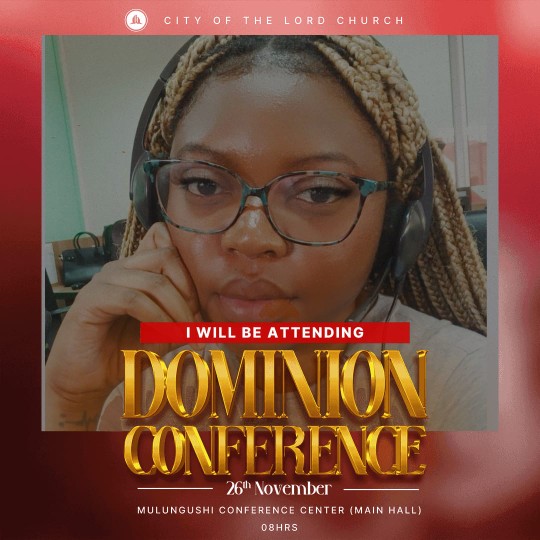 CITY OF THE LORD CHURCH
I WILL BE ATTENDING
DOMINION
CONFERENCE
26th November
MULUNGUSHI CONFERENCE CENTER (MAIN HALL)
08HRS